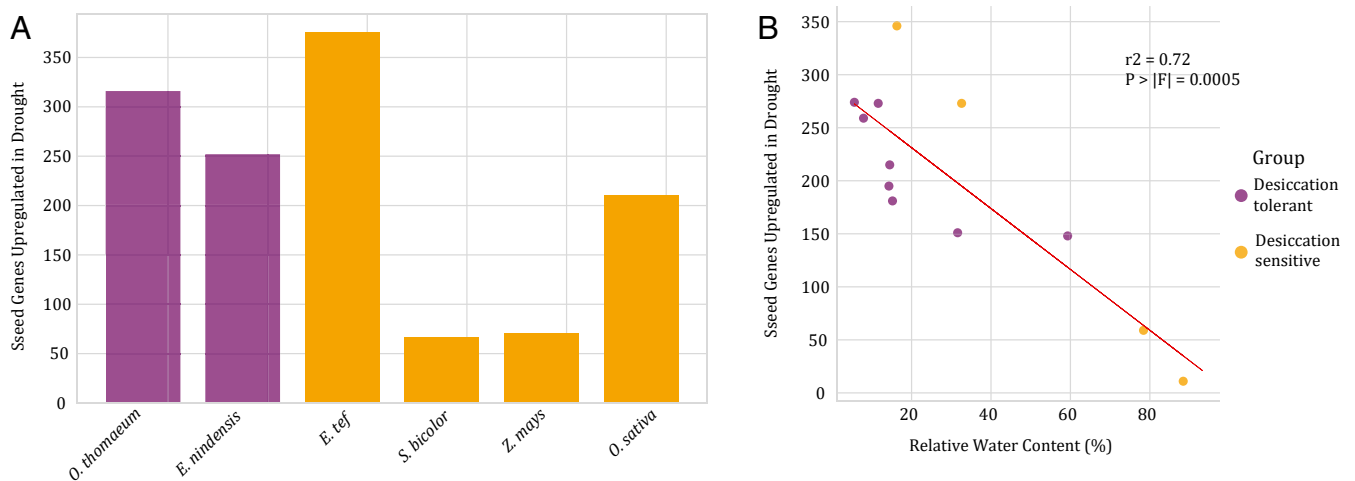 A
Sseed Genes Upregulated in Drought
350
300
250
200
150
100
50
0
O. thomaeum
E. nindensis
E. tef
S. bicolor
Z. mays
O. sativa
B
Sseed Genes Upregulated in Drought
350
300
250
200
150
100
50
0
20
40
60
80
Relative Water Content (%)
r2 = 0.72
P > |F| = 0.0005
Group
Desiccation
tolerant
Desiccation
sensitive